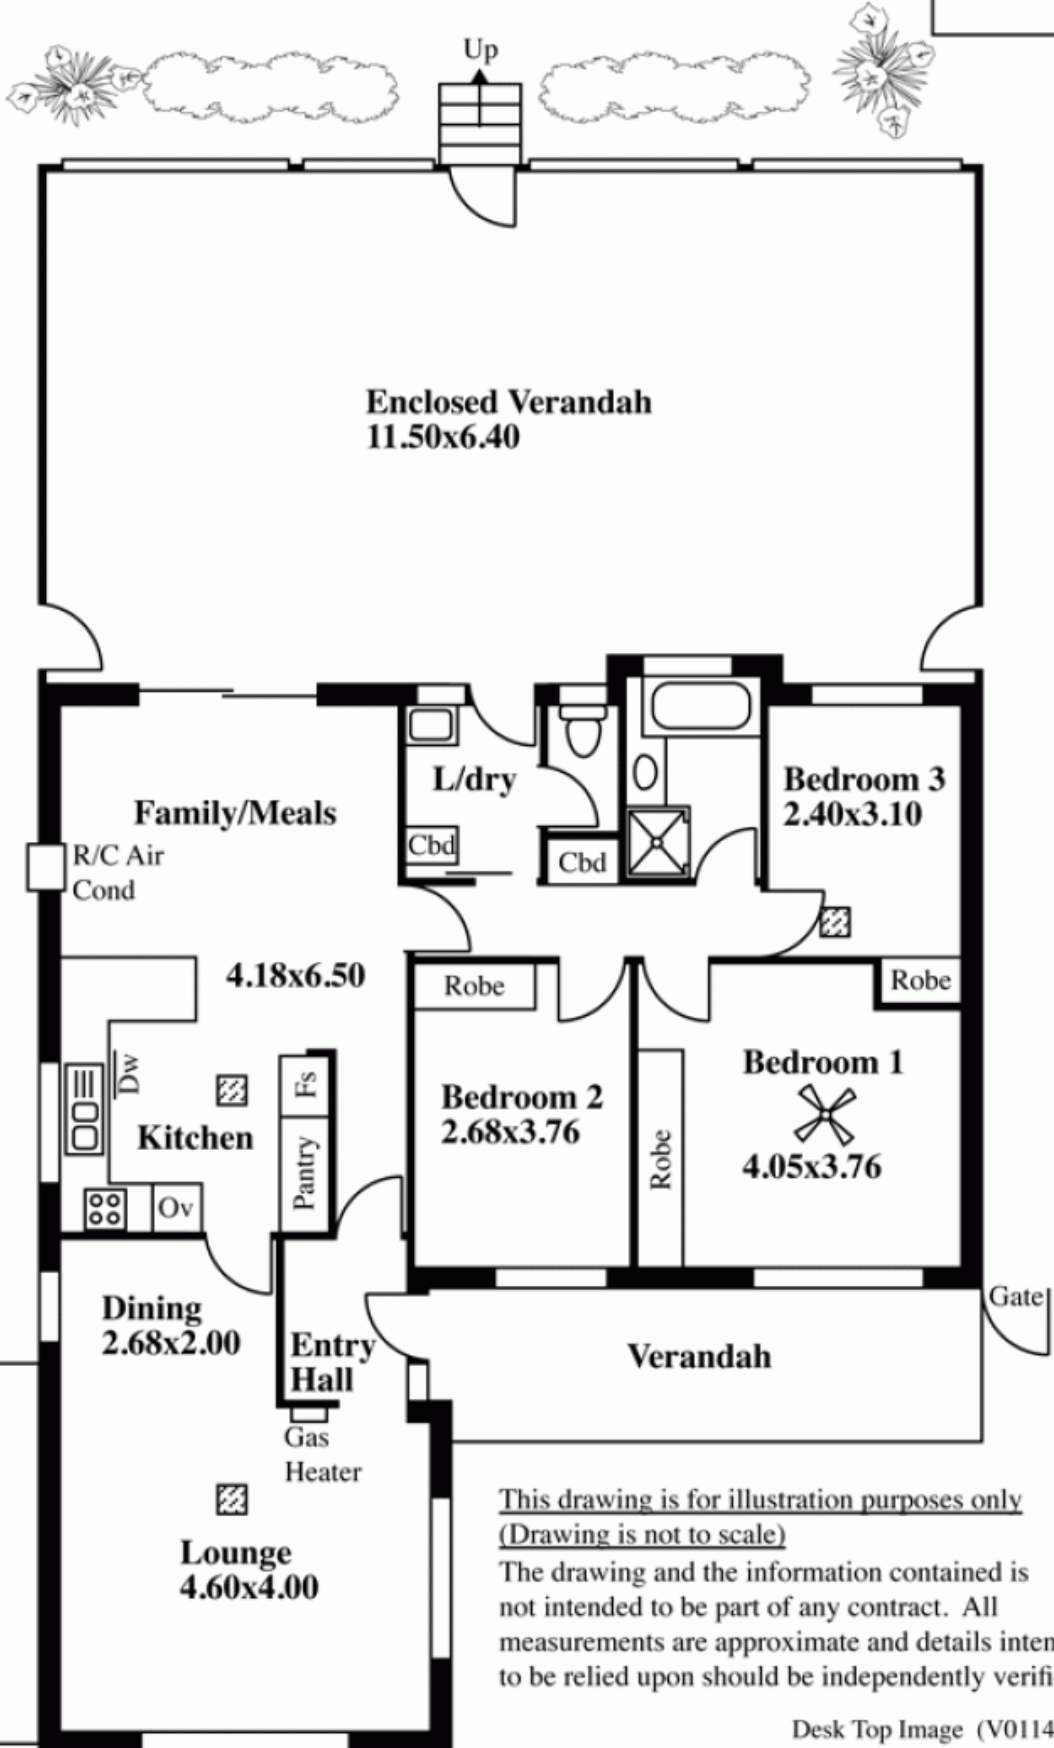 Up
Enclosed Verandah
11.50x6.40
L/dry
Bedroom 3
2.40x3.10
Family/Meals
R/C Air
Cond
Cbd
Cbd
4.18x6.50
Robe
Robe
Dw
Fs
Bedroom 1
4.05x3.76
Bedroom 2
2.68x3.76
Kitchen
Pantry
Robe
Ov
Gate
Dining
2.68x2.00
Entry
Hall
Verandah
Gas
Heater
Lounge
4.60x4.00
This drawing is for illustration purposes only
(Drawing is not to scale)
The drawing and the information contained is
not intended to be part of any contract. All
measurements are approximate and details inten
to be relied upon should be independently verifi
Desk Top Image (V0114